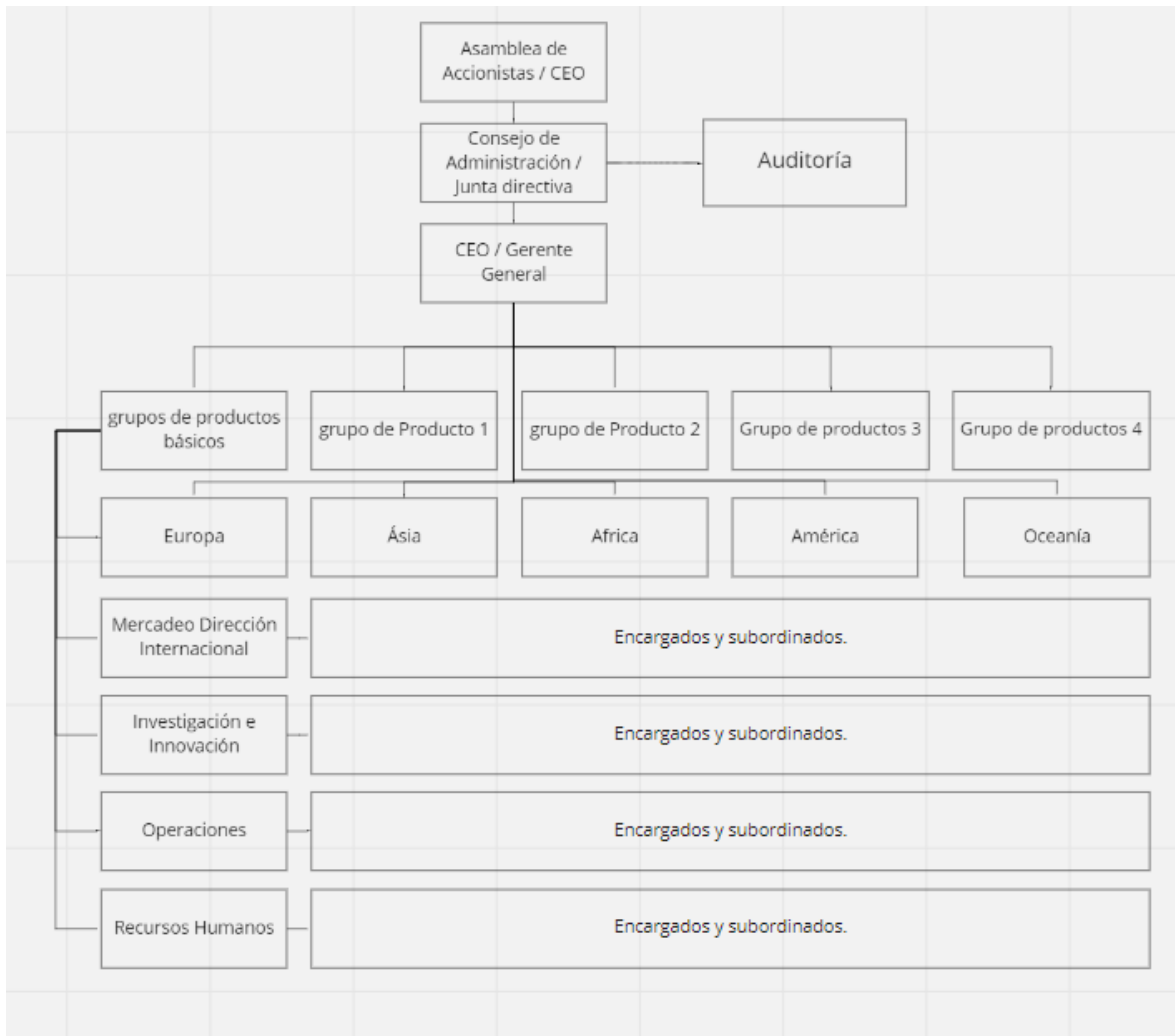 Asamblea de
Accionistas / CEO
Consejo de
Administración /
Junta directiva
Auditoría
CEO / Gerente
General
grupos de productos
básicos
grupo de Producto 1
grupo de Producto 2
Grupo de productos 3
Grupo de productos 4
Europa
Ásia
Africa
América
Oceanía
Mercadeo Dirección
Internacional
Encargados y subordinados.
Investigación e
Innovación
Encargados y subordinados.
Operaciones
Encargados y subordinados.
Recursos Humanos
Encargados y subordinados.